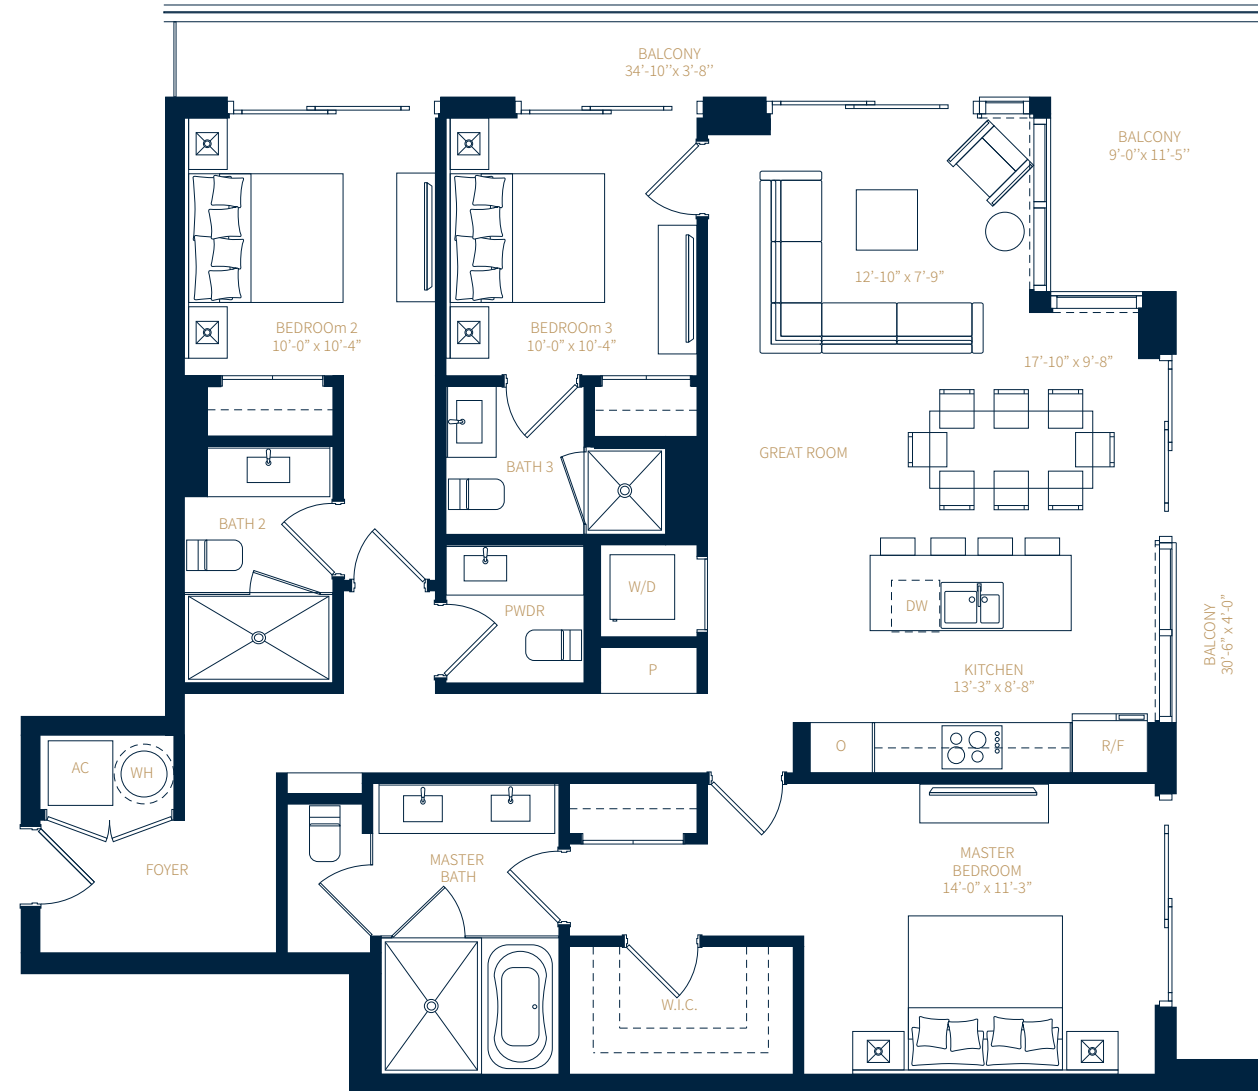 BALCONY
34’-10’’x 3’-8’’
BALCONY
9’-0’’x 11’-5’’
12’-10” x 7’-9”
BEDROOm 2
10’-0” x 10’-4”
BEDROOm 3
10’-0” x 10’-4”
17’-10” x 9’-8”
GREAT ROOM
BATH 3
BATH 2
W/D
DW
PWDR
BALCONY
30’-6” x 4’-0”
P
KITCHEN
13’-3” x 8’-8”
O
R/F
AC
WH
FOYER
MASTER
BATH
MASTER
BEDROOM
14’-0” x 11’-3”
W.I.C.